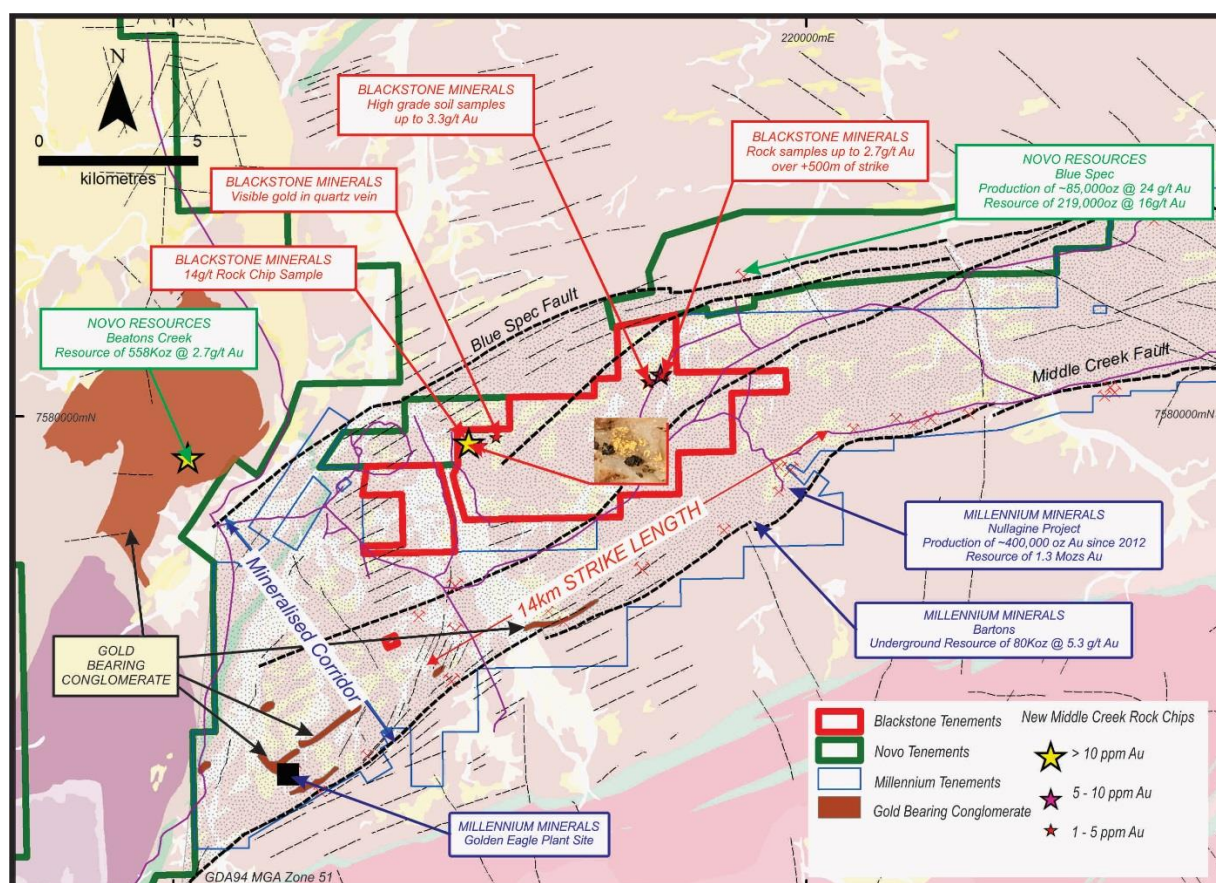 220000mE
N
0
5
kilometres
BLACKSTONE MINERALS
High grade soil samples
up to 3.3g/t Au
BLACKSTONE MINERALS
Rock samples up to 2.7g/t Au
over +500m of strike
NOVO RESOURCES
Blue Spec
Production of ~85,000oz @ 24 g/t Au
Resource of 219,000oz @ 16g/t Au
BLACKSTONE MINERALS
Visible gold in quartz vein
BLACKSTONE MINERALS
14g/t Rock Chip Sample
NOVO RESOURCES
Beatons Creek
Resource of 558Koz @ 2.7g/t Au
Blue Spec Fault
Middle Creek Fault
7580000mN
7580000mN
14km STRIKE LENGTH
Mineralised Corridor
MILLENNIUM MINERALS
Nullagine Project
Production of ~400,000 oz Au since 2012
Resource of 1.3 Mozs Au
MILLENNIUM MINERALS
Bartons
Underground Resource of 80Koz @ 5.3 g/t Au
GOLD
BEARING
CONGLOMERATE
MILLENNIUM MINERALS
Golden Eagle Plant Site
Blackstone Tenements
Novo Tenements
Millennium Tenements
Gold Bearing Conglomerate
New Middle Creek Rock Chips
> 10 ppm Au
5 - 10 ppm Au
1 - 5 ppm Au
GDA94 MGA Zone 51